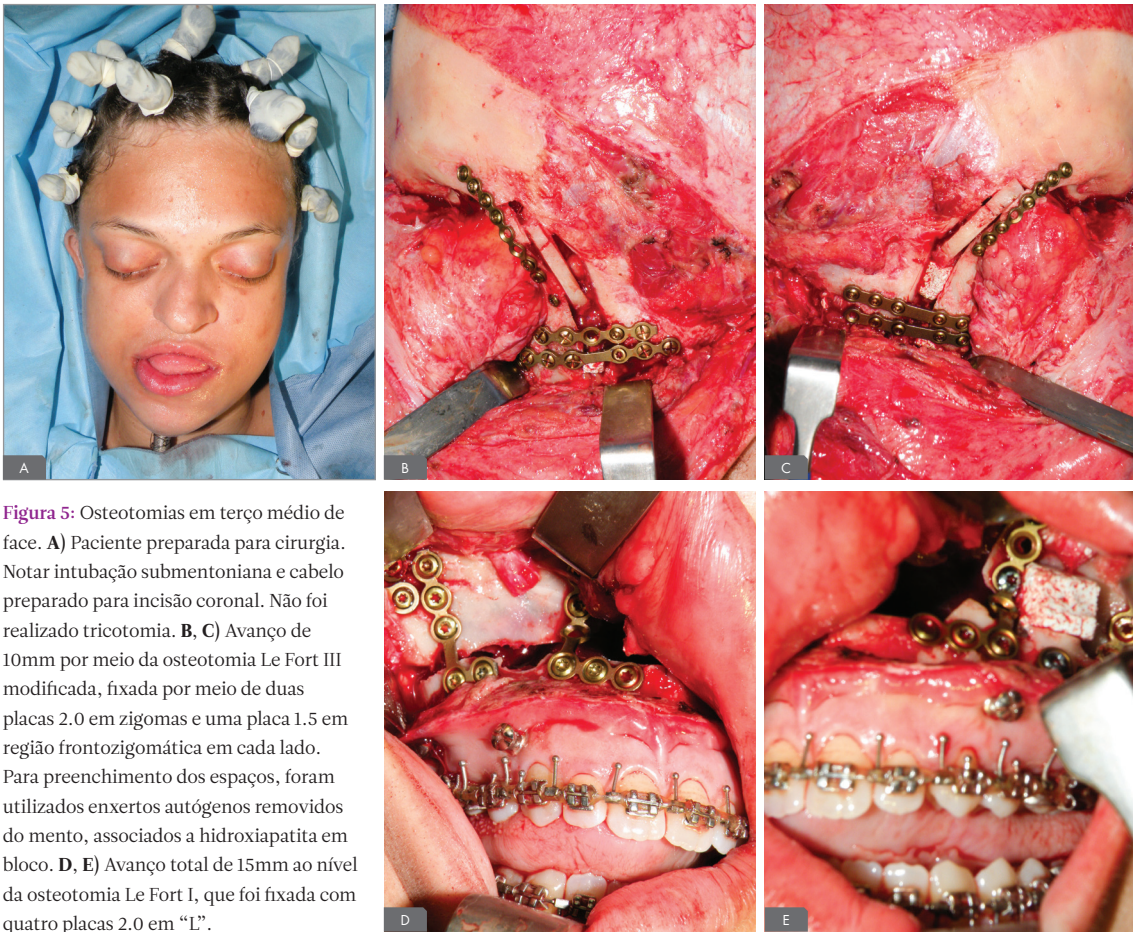 A
B
C
Figura 5: Osteotomias em terço médio de
face. A) Paciente preparada para cirurgia.
Notar intubação submentoniana e cabelo
preparado para incisão coronal. Não foi
realizado tricotomia. B, C) Avanço de
10mm por meio da osteotomia Le Fort III
modificada, fixada por meio de duas
placas 2.0 em zigomas e uma placa 1.5 em
região frontozigomática em cada lado.
Para preenchimento dos espaços, foram
utilizados enxertos autógenos removidos
do mento, associados a hidroxiapatita em
bloco. D, E) Avanço total de 15mm ao nível
da osteotomia Le Fort I, que foi fixada com
quatro placas 2.0 em “L”.
D
E